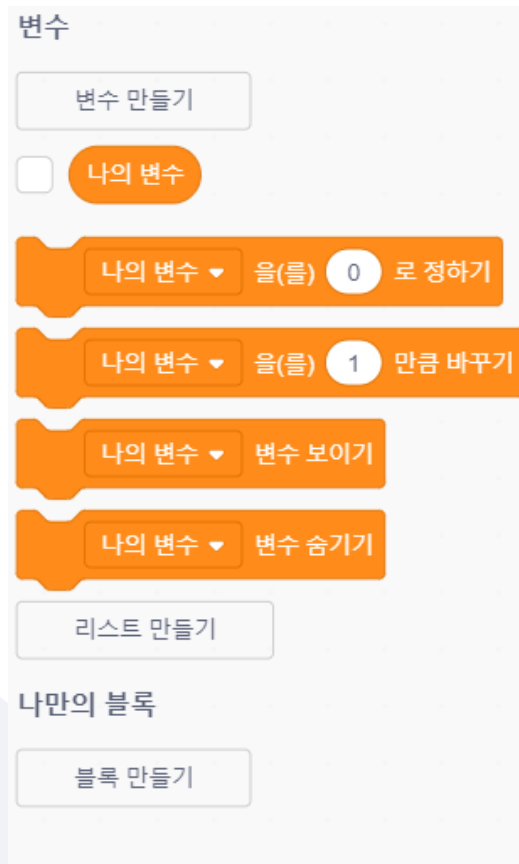 변수
변수 만들기
나의 변수
나의 변수 을(를) 0 로 정하기
나의 변수 을(를) 1 만큼 바꾸기
나의 변수 변수 보이기
나의 변수 변수 숨기기
리스트 만들기
나만의 블록
블록 만들기